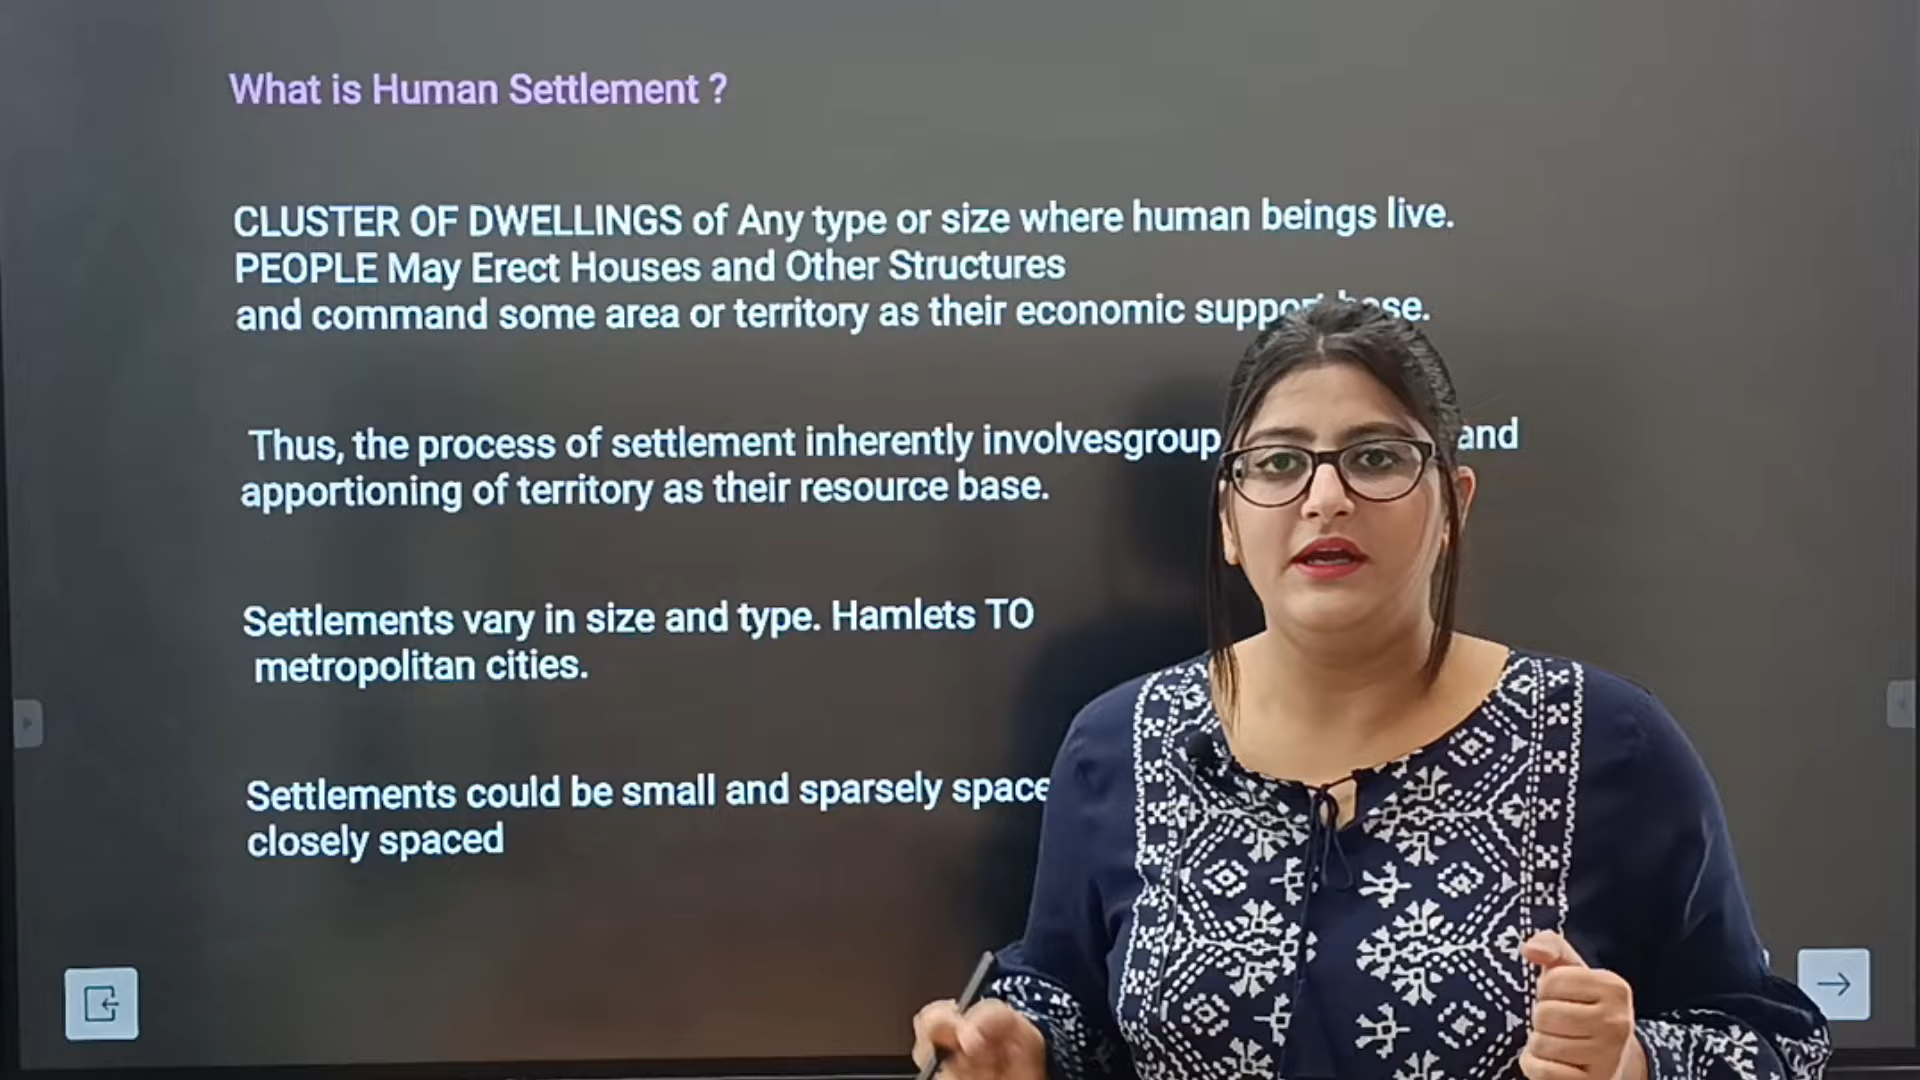 What is Human Settlement ?
CLUSTER OF DWELLINGS of Any type or size where human beings live.
PEOPLE May Erect Houses and Other Structures
and command some area or territory as their economic support base.
Thus, the process of settlement inherently involvesgroup and
apportioning of territory as their resource base.
Settlements vary in size and type. Hamlets TO
metropolitan cities.
Settlements could be small and sparsely
closely spaced